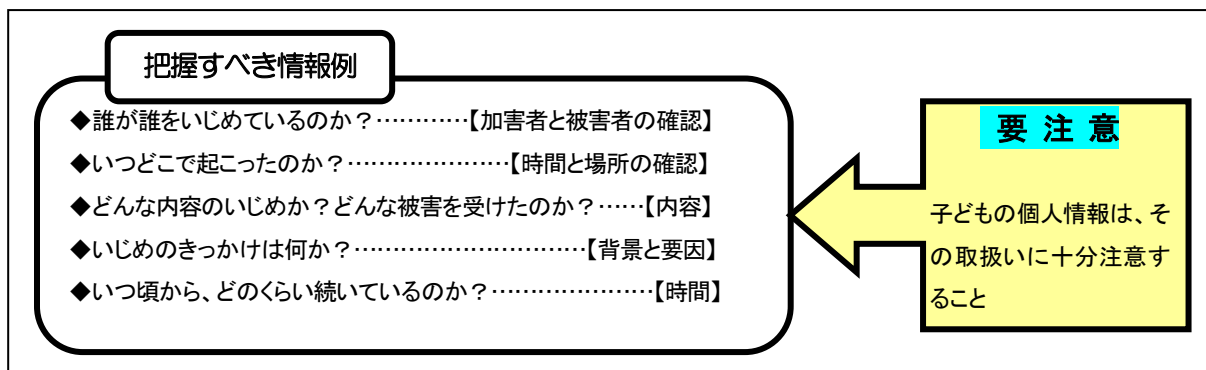 把握すべき情報例
◆誰が誰をいじめているのか？…………【加害者と被害者の確認】
◆いつどこで起こったのか？…………………【時間と場所の確認】
◆どんな内容のいじめか？どんな被害を受けたのか？……【内容】
◆いじめのきっかけは何か？…………………………【背景と要因】
◆いつ頃から、どのくらい続いているのか？…………………【時間】
要 注 意
子どもの個人情報は、そ
の取扱いに十分注意す
ること